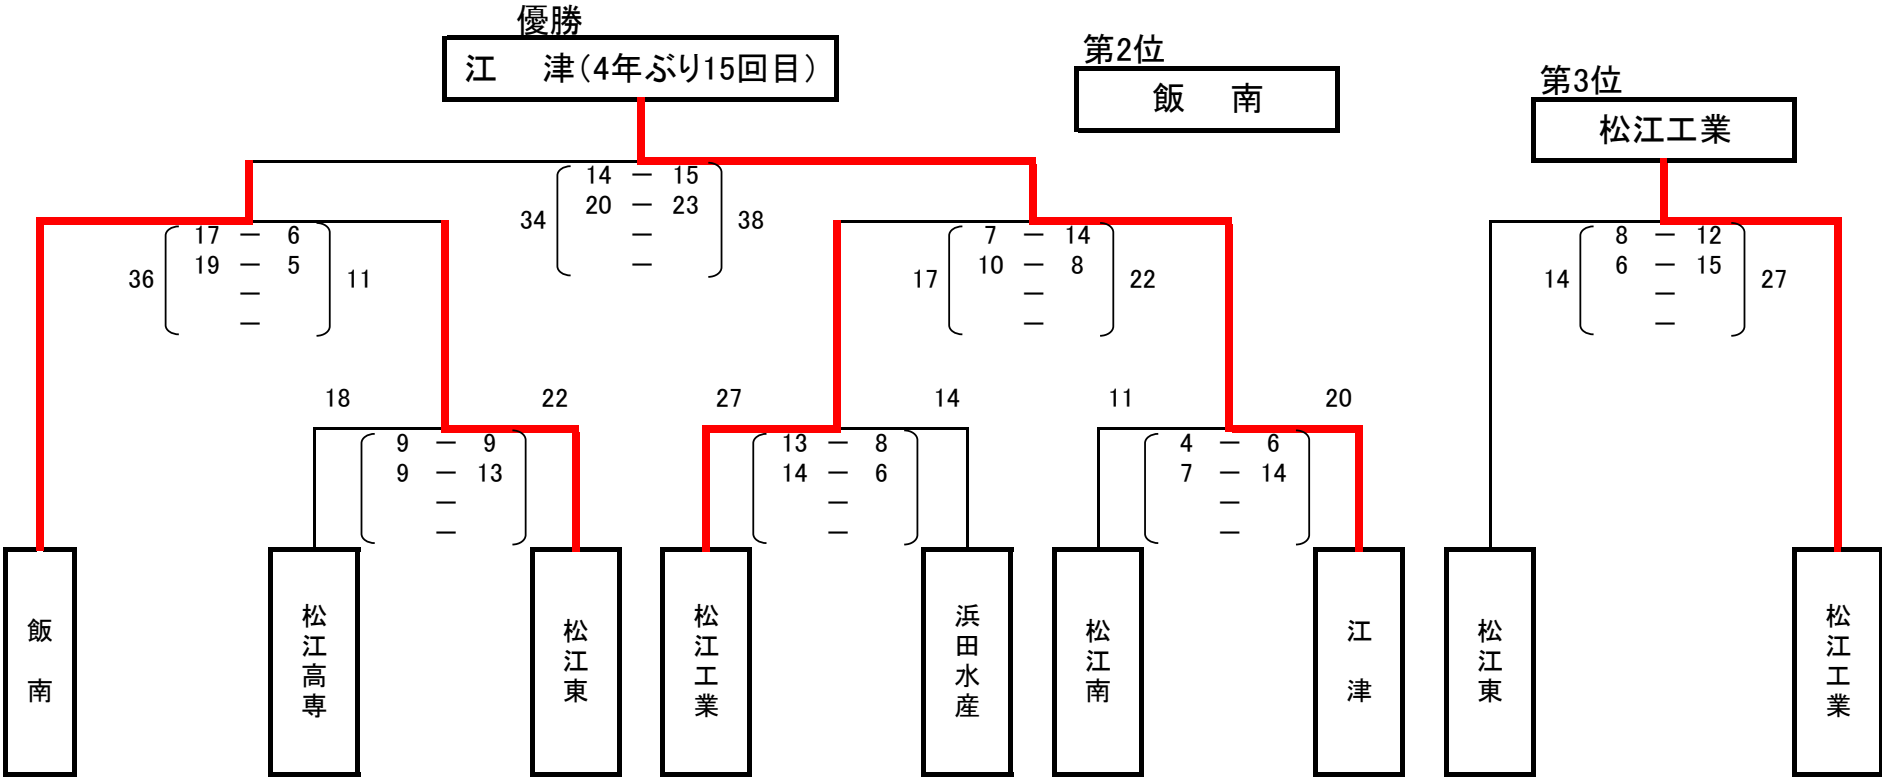 優勝
江　津（4年ぶり15回目）
第2位
飯　南
第3位
松江工業
14 － 15
34 20 － 23 38
－
－
17 － 6
36 19 － 5 11
－
－
7 － 14
17 10 － 8 22
－
－
8 － 12
14 6 － 15 27
－
－
18 22
9 － 9
9 － 13
－
－
27 14
13 － 8
14 － 6
－
－
11 20
4 － 6
7 － 14
－
－
飯　南
松江高専
松江東
松江工業
浜田水産
松江南
江　津
松江東
松江工業